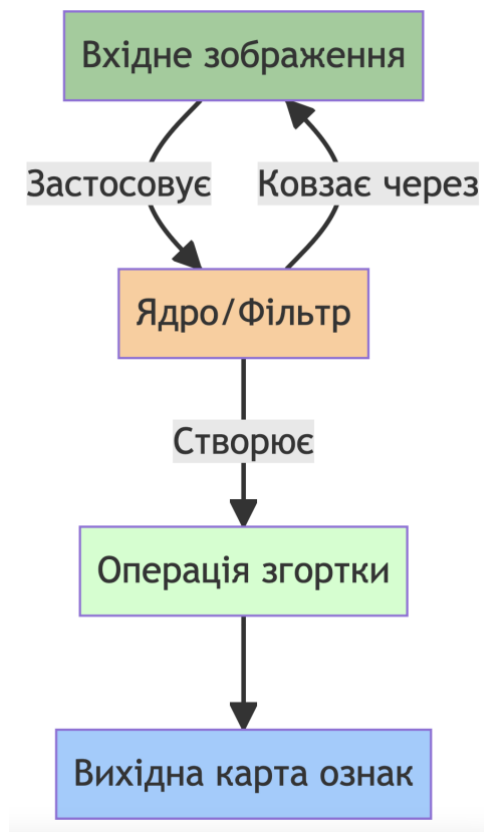 Вхідне зображення
Застосовує
Ковзає через
Ядро/Фільтр
Створює
Операція згортки
Вихідна карта ознак